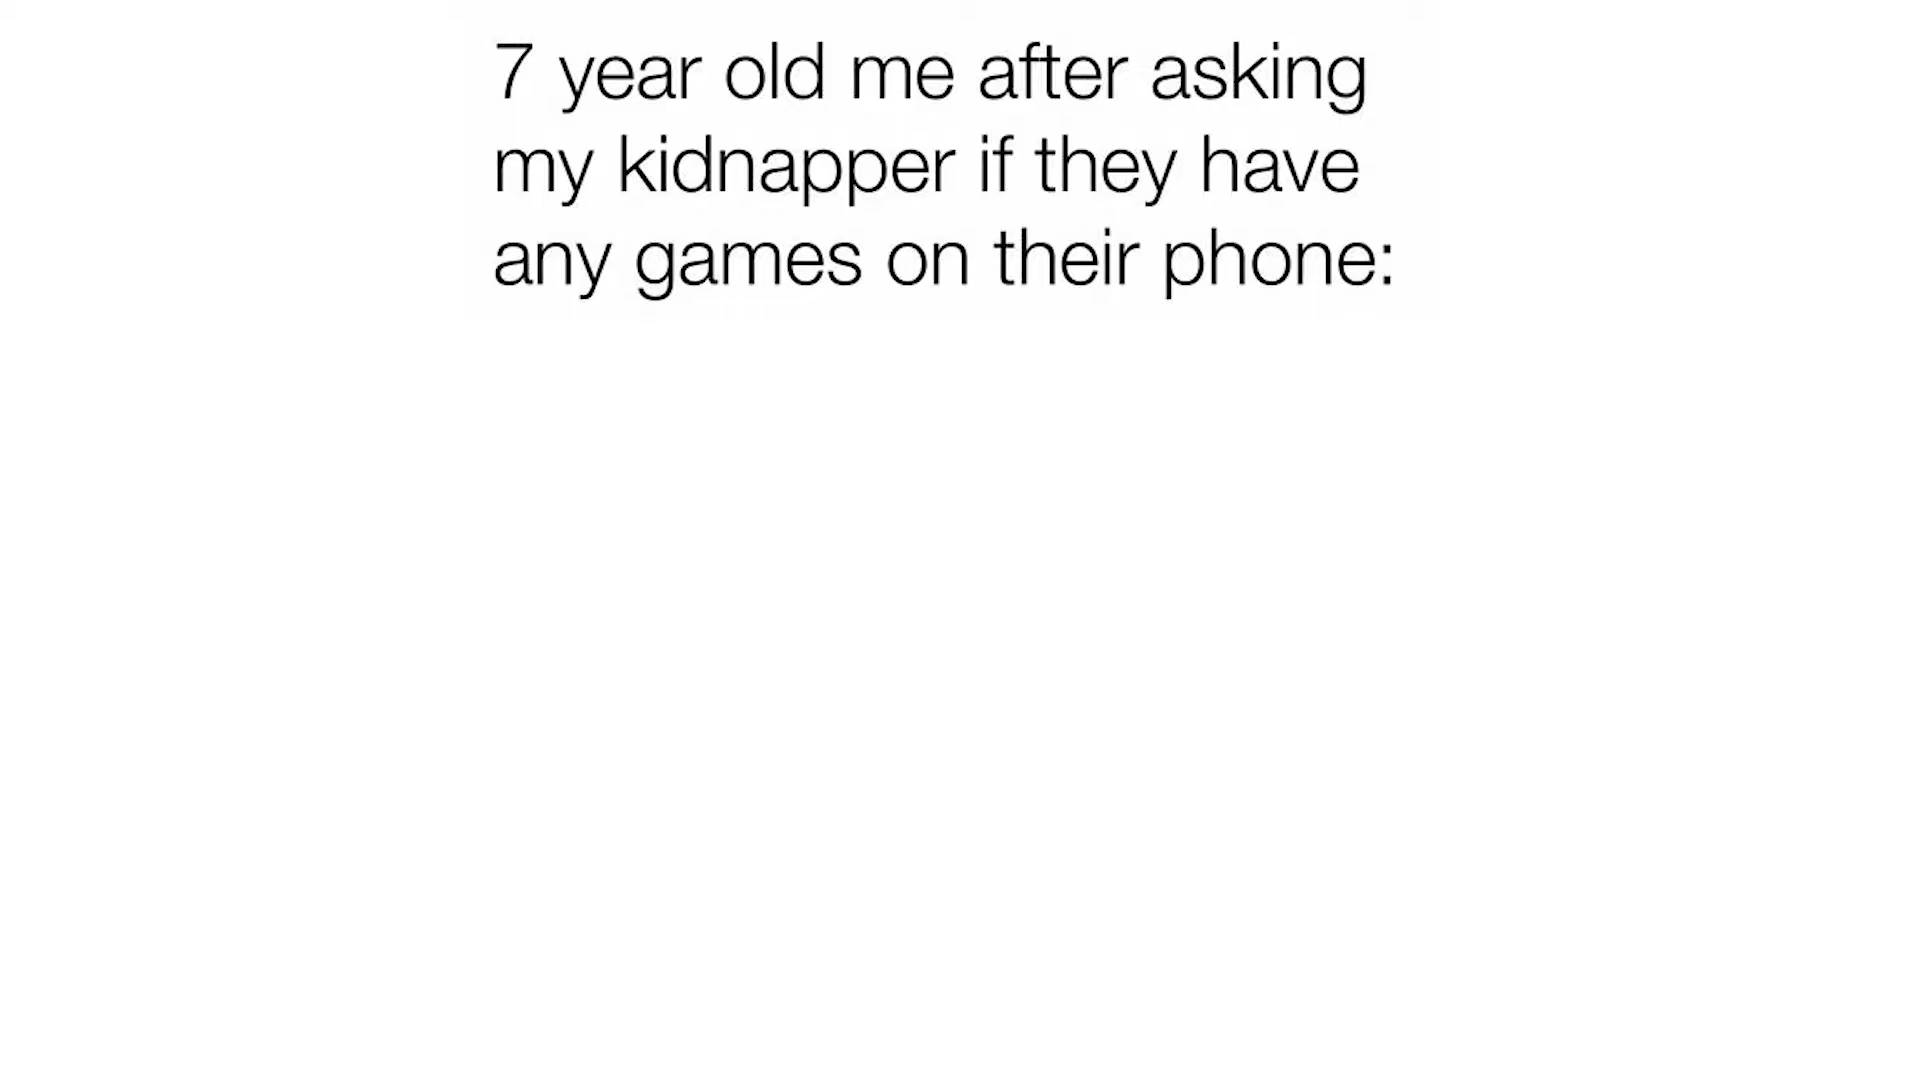 7 year old me after asking
my kidnapper if they have
any games on their phone: